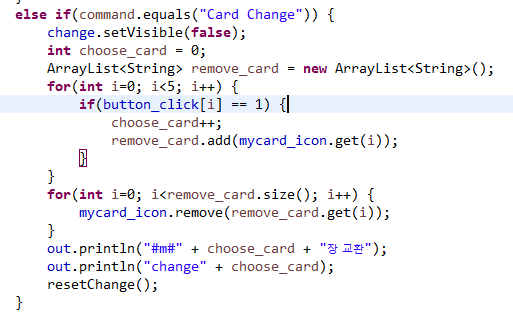 else if(command.equals("Card Change")) {
change.setVisible(false);
int choose_card = 0;
ArrayList<String> remove_card = new ArrayList<String>();
for(int i=0; i<5; i++) {
if(button_click[i] == 1) {
choose_card++;
remove_card.add(mycard_icon.get(i));
}
}
for(int i=0; i<remove_card.size(); i++) {
mycard_icon.remove(remove_card.get(i));
}
out.println("#m#" + choose_card + "장 교환");
out.println("change" + choose_card);
resetChange();
}